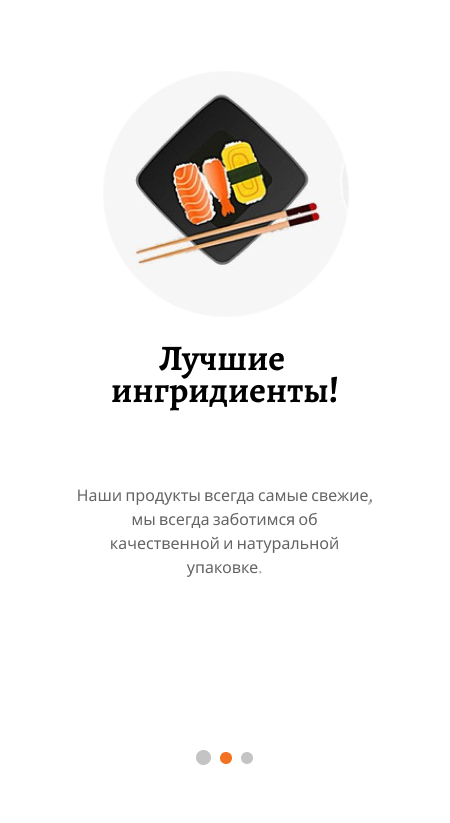 Лучшие
ингридиенты!
Наши продукты всегда самые свежие,
мы всегда заботимся об
качественной и натуральной
упаковке.